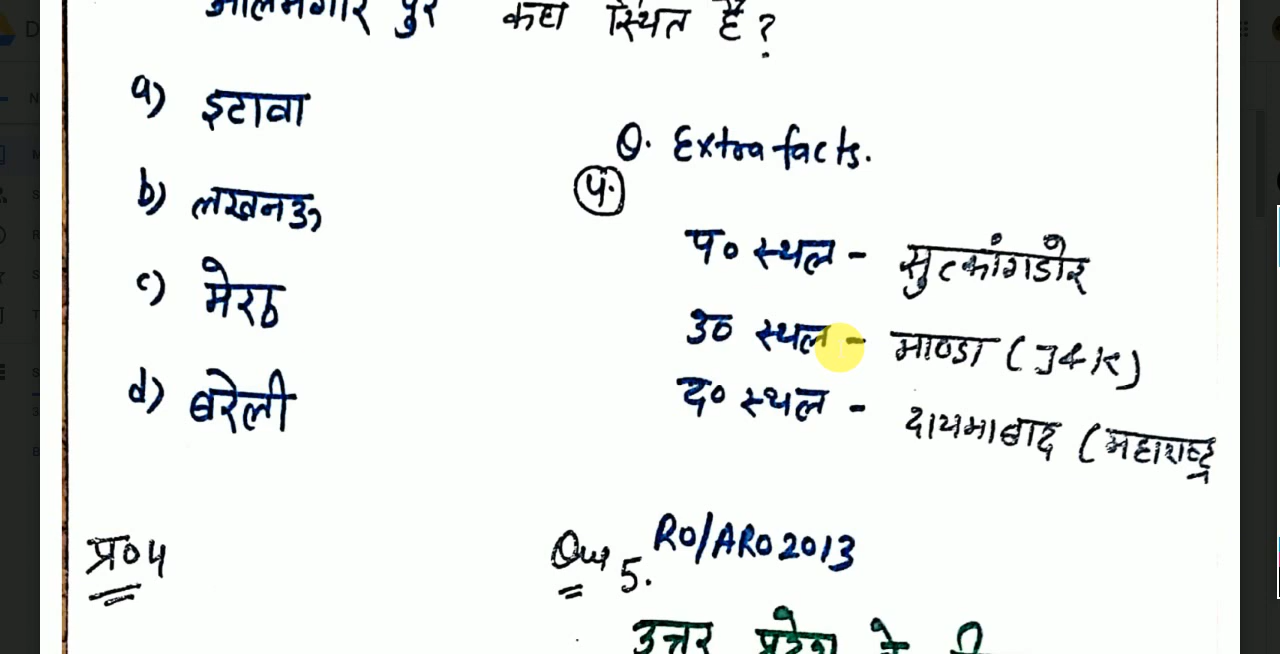 आलमगीर पुर कहा स्थित है?
a) इटावा
b) लखनऊ
c) मेरठ
d) बरेली
Q. Extra facts.
4.
प० स्थल - सुत्कांगडोर
उ० स्थल - माण्डा (J&K)
द० स्थल - दायमाबाद (महाराष्ट्र
प्र०4
Que 5. RO/ARO 2013
उत्तर प्रदेश के